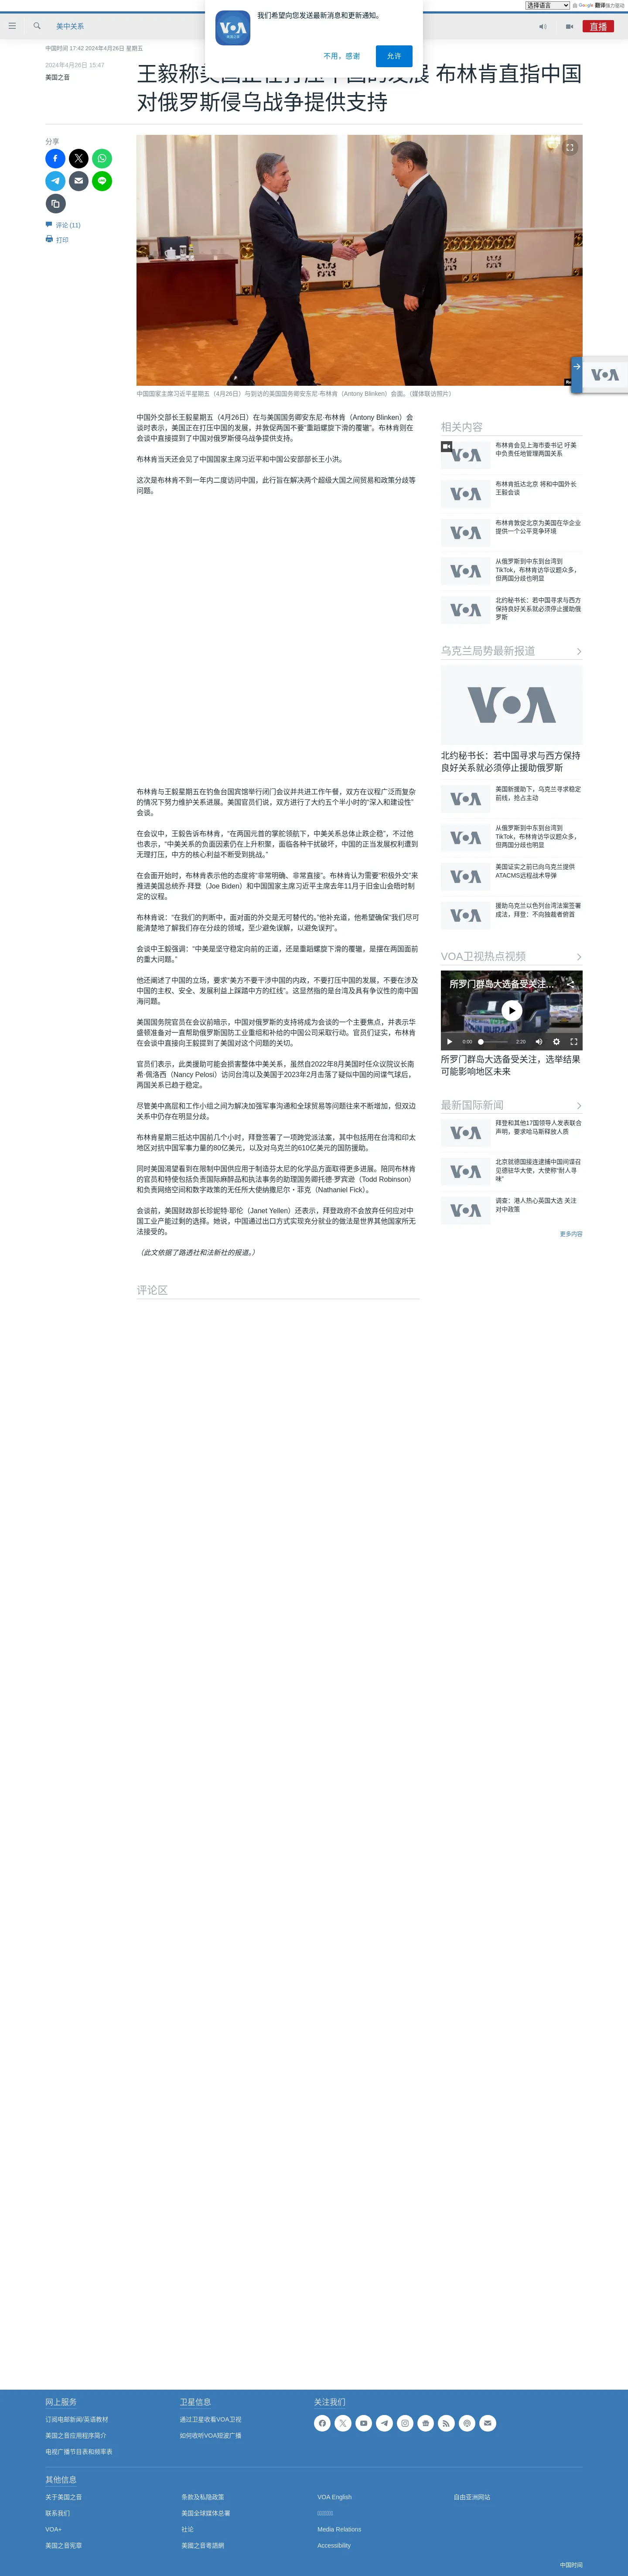 选择语言
由 Google 翻译强力驱动
VOA
我们希望向您发送最新消息和更新通知。
不用，感谢
允许
美中关系
直播
中国时间 17:42 2024年4月26日 星期五
2024年4月26日 15:47
美国之音
对俄罗斯侵乌战争提供支持
分享
评论 (11)
打印
中国国家主席习近平星期五（4月26日）与到访的美国国务卿安东尼·布林肯（Antony Blinken）会面。（媒体联访照片）
中国外交部长王毅星期五（4月26日）在与美国国务卿安东尼·布林肯（Antony Blinken）会
谈时表示，美国正在打压中国的发展，并敦促两国不要“重蹈螺旋下滑的覆辙”。布林肯则在
会谈中直接提到了中国对俄罗斯侵乌战争提供支持。
布林肯当天还会见了中国国家主席习近平和中国公安部部长王小洪。
这次是布林肯不到一年内二度访问中国，此行旨在解决两个超级大国之间贸易和政策分歧等
问题。
布林肯与王毅星期五在钓鱼台国宾馆举行闭门会议并共进工作午餐，双方在议程广泛而复杂
的情况下努力维护关系进展。美国官员们说，双方进行了大约五个半小时的“深入和建设性”
会谈。
在会议中，王毅告诉布林肯，“在两国元首的掌舵领航下，中美关系总体止跌企稳”，不过他
也表示，“中美关系的负面因素仍在上升积聚，面临各种干扰破坏，中国的正当发展权利遭到
无理打压，中方的核心利益不断受到挑战。”
在会面开始时，布林肯表示他的态度将“非常明确、非常直接”。布林肯认为需要“积极外交”来
推进美国总统乔·拜登（Joe Biden）和中国国家主席习近平主席去年11月于旧金山会晤时制
定的议程。
布林肯说：“在我们的判断中，面对面的外交是无可替代的。”他补充道，他希望确保“我们尽可
能清楚地了解我们存在分歧的领域，至少避免误解，以避免误判”。
会谈中王毅强调：“中美是坚守稳定向前的正道，还是重蹈螺旋下滑的覆辙，是摆在两国面前
的重大问题。”
他还阐述了中国的立场，要求“美方不要干涉中国的内政，不要打压中国的发展，不要在涉及
中国的主权、安全、发展利益上踩踏中方的红线”。这显然指的是台湾及具有争议性的南中国
海问题。
美国国务院官员在会议前暗示，中国对俄罗斯的支持将成为会谈的一个主要焦点，并表示华
盛顿准备对一直帮助俄罗斯国防工业重组和补给的中国公司采取行动。官员们证实，布林肯
在会谈中直接向王毅提到了美国对这个问题的关切。
官员们表示，此类援助可能会损害整体中美关系，虽然自2022年8月美国时任众议院议长南
希·佩洛西（Nancy Pelosi）访问台湾以及美国于2023年2月击落了疑似中国的间谍气球后，
两国关系已趋于稳定。
尽管美中高层和工作小组之间为解决加强军事沟通和全球贸易等问题往来不断增加，但双边
关系中仍存在明显分歧。
布林肯星期三抵达中国前几个小时，拜登签署了一项跨党派法案，其中包括用在台湾和印太
地区对抗中国军事力量的80亿美元，以及对乌克兰的610亿美元的国防援助。
同时美国渴望看到在限制中国供应用于制造芬太尼的化学品方面取得更多进展。陪同布林肯
的官员和特使包括负责国际麻醉品和执法事务的助理国务卿托德·罗宾逊（Todd Robinson）
和负责网络空间和数字政策的无任所大使纳撒尼尔・菲克（Nathaniel Fick）。
会谈前，美国财政部长珍妮特·耶伦（Janet Yellen）还表示，拜登政府不会放弃任何应对中
国工业产能过剩的选择。她说，中国通过出口方式实现充分就业的做法是世界其他国家所无
法接受的。
（此文依据了路透社和法新社的报道。）
评论区
相关内容
布林肯会见上海市委书记 吁美
中负责任地管理两国关系
布林肯抵达北京 将和中国外长
王毅会谈
布林肯敦促北京为美国在华企业
提供一个公平竞争环境
从俄罗斯到中东到台湾到
TikTok，布林肯访华议题众多，
但两国分歧也明显
北约秘书长：若中国寻求与西方
保持良好关系就必须停止援助俄
罗斯
乌克兰局势最新报道
VOA
北约秘书长：若中国寻求与西方保持
良好关系就必须停止援助俄罗斯
美国新援助下，乌克兰寻求稳定
前线，抢占主动
从俄罗斯到中东到台湾到
TikTok，布林肯访华议题众多，
但两国分歧也明显
美国证实之前已向乌克兰提供
ATACMS远程战术导弹
援助乌克兰以色列台湾法案签署
成法，拜登：不向独裁者俯首
VOA卫视热点视频
所罗门群岛大选备受关注...
0:00
2:20
所罗门群岛大选备受关注，选举结果
可能影响地区未来
最新国际新闻
拜登和其他17国领导人发表联合
声明，要求哈马斯释放人质
北京就德国接连逮捕中国间谍召
见德驻华大使，大使称“耐人寻
味”
调查：港人热心英国大选 关注
对中政策
更多内容
网上服务
订阅电邮新闻/英语教材
美国之音应用程序简介
电视广播节目表和频率表
卫星信息
通过卫星收看VOA卫视
如何收听VOA短波广播
关注我们
其他信息
关于美国之音
联系我们
VOA+
美国之音宪章
条款及私隐政策
美国全球媒体总署
社论
美國之音粵語網
VOA English
Media Relations
Accessibility
自由亚洲网站
中国时间